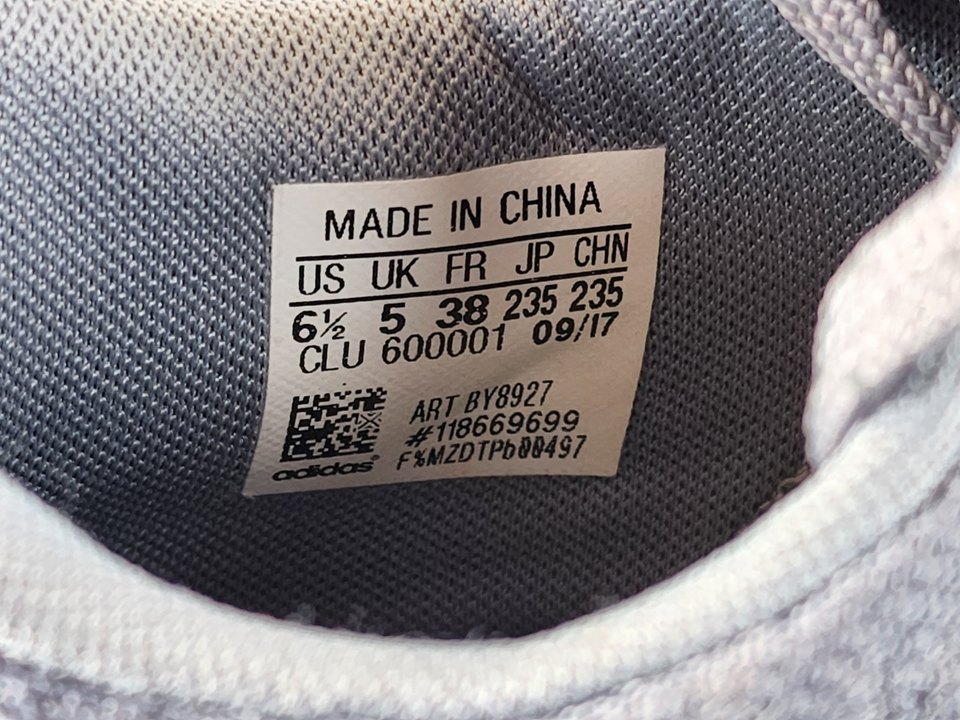 MADE IN CHINA
US UK FR JP CHN
6½ 5 38 235 235
CLU 600001 09/17
ART BY8927
#118669699
F%MZDTPb00497
adidas